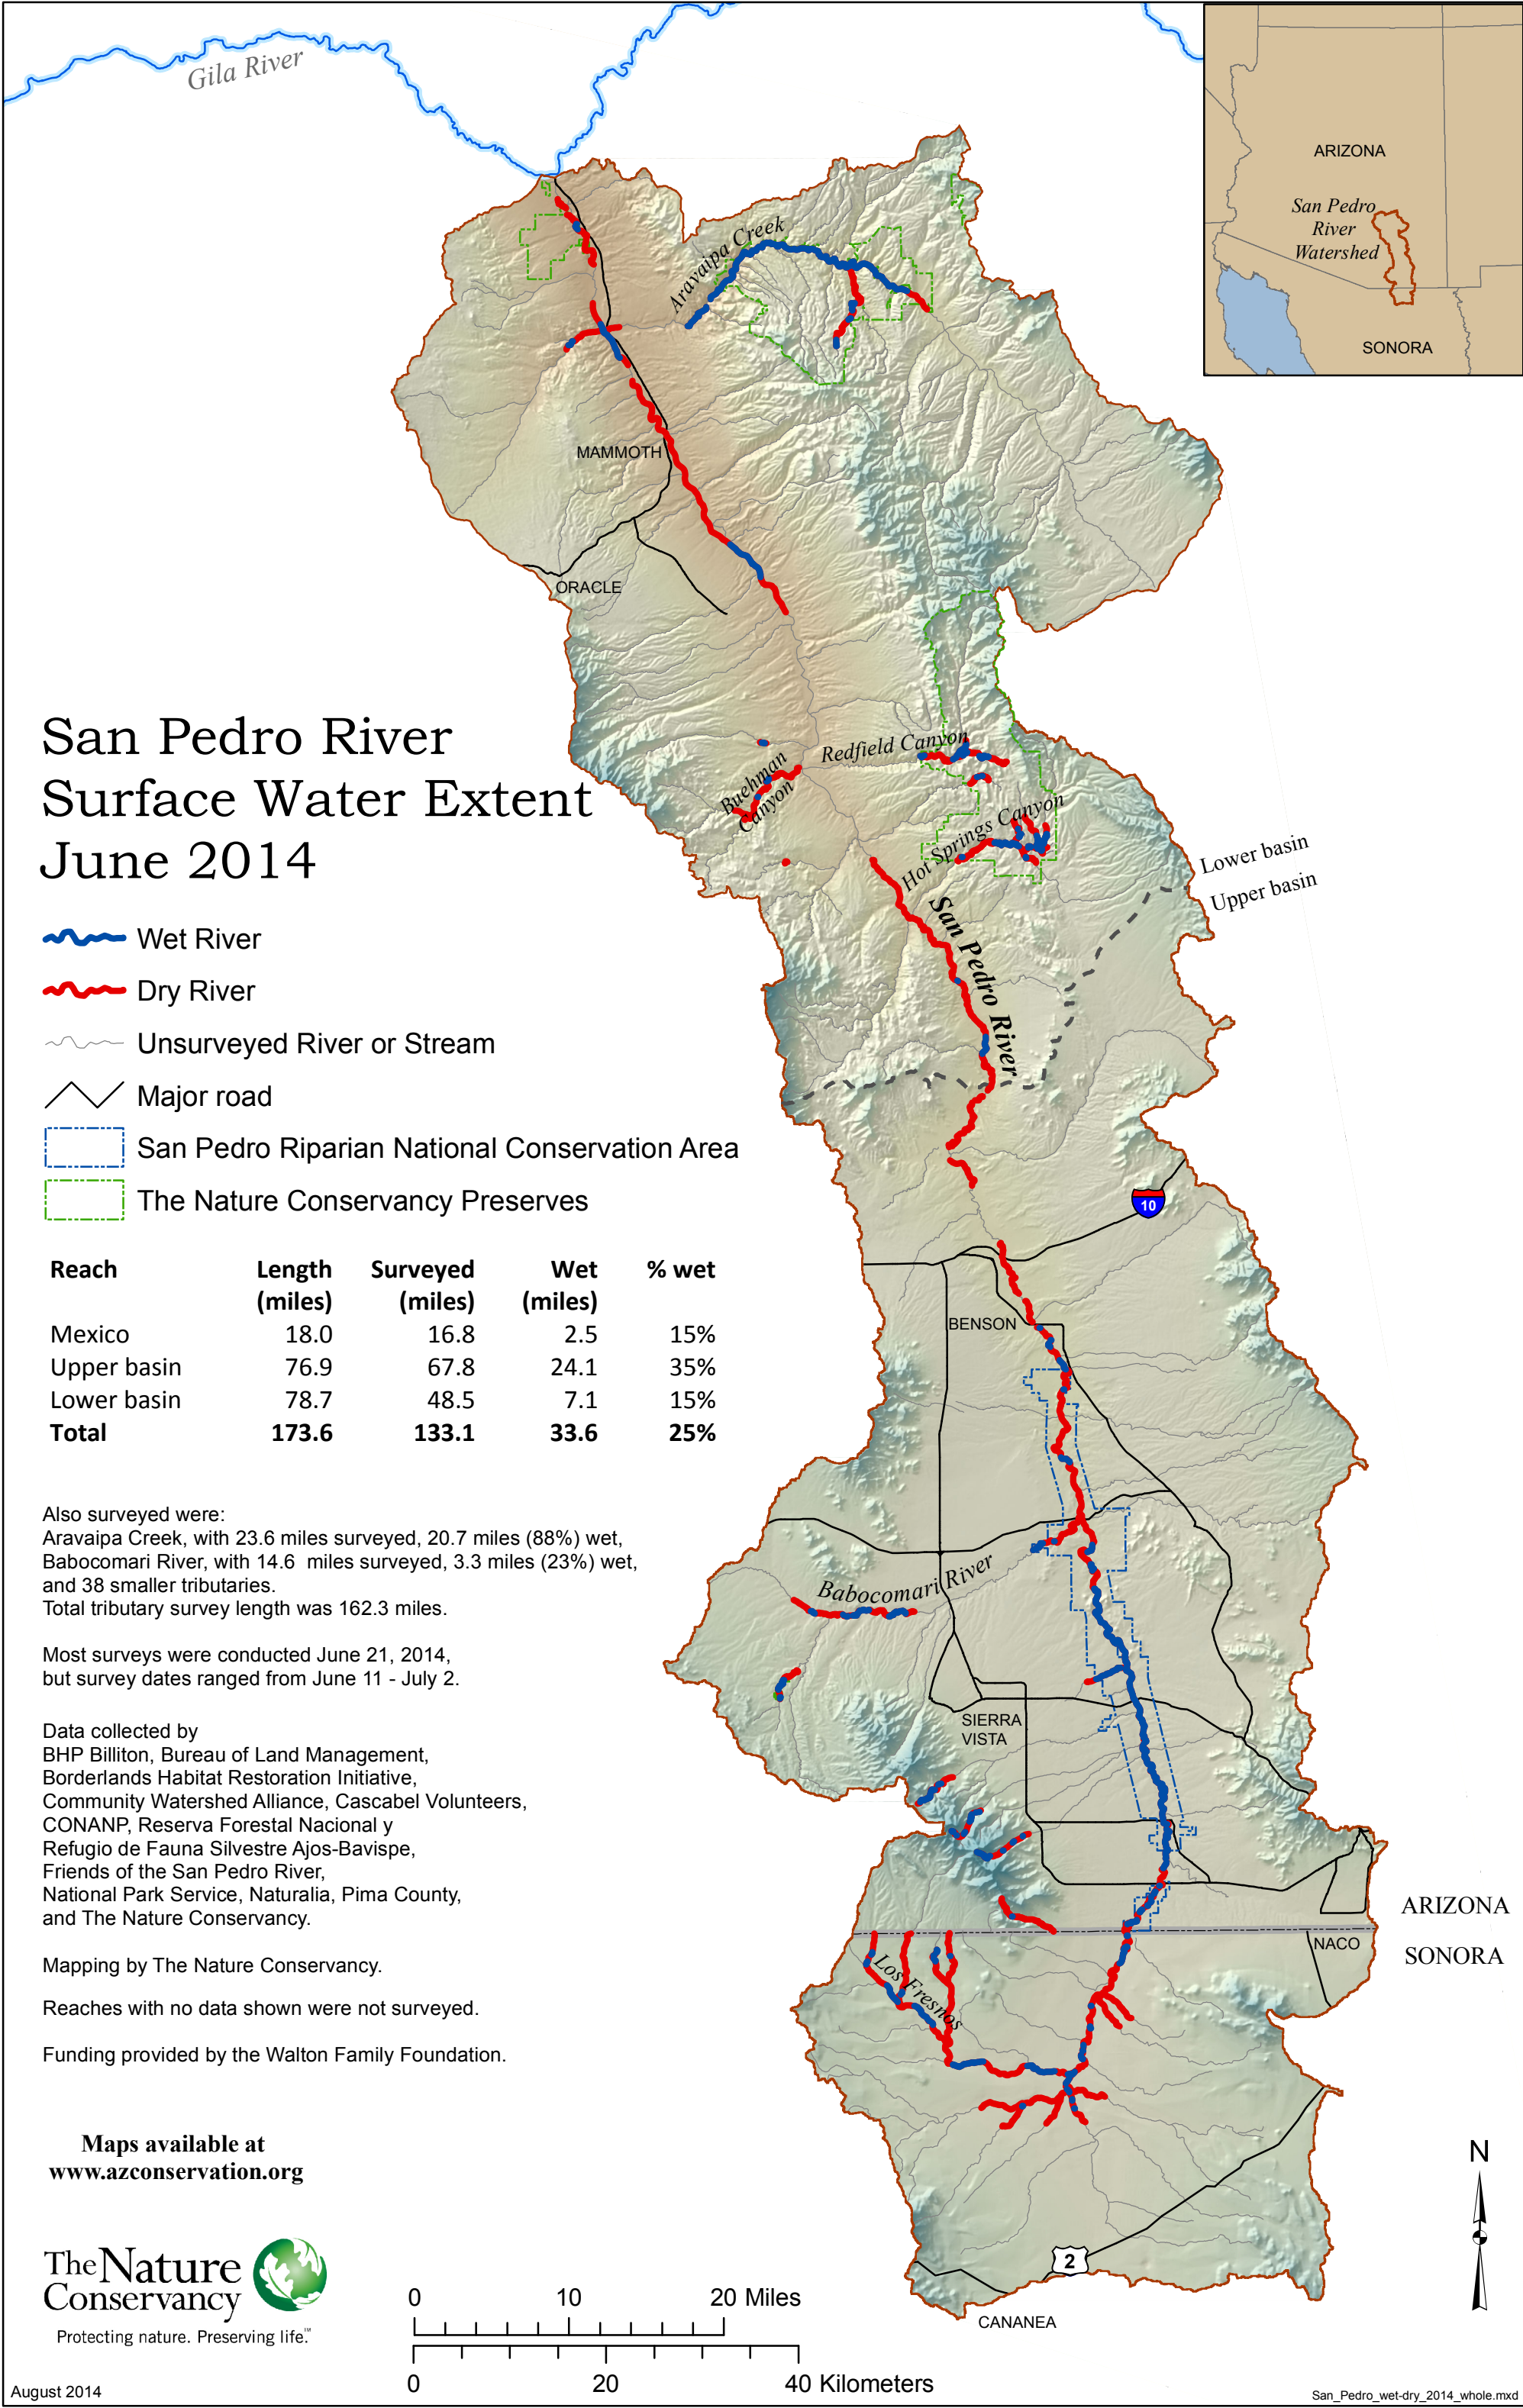 Gila River
ARIZONA
San Pedro
River
Watershed
SONORA
Aravaipa Creek
MAMMOTH
ORACLE
San Pedro River
Surface Water Extent
June 2014
Redfield Canyon
Buehman
Canyon
Hot Springs Canyon
Lower basin
Upper basin
San Pedro River
Wet River
Dry River
Unsurveyed River or Stream
Major road
San Pedro Riparian National Conservation Area
The Nature Conservancy Preserves
10
Reach Length Surveyed Wet % wet
(miles) (miles) (miles)
Mexico 18.0 16.8 2.5 15%
Upper basin 76.9 67.8 24.1 35%
Lower basin 78.7 48.5 7.1 15%
Total 173.6 133.1 33.6 25%
BENSON
Also surveyed were:
Aravaipa Creek, with 23.6 miles surveyed, 20.7 miles (88%) wet,
Babocomari River, with 14.6 miles surveyed, 3.3 miles (23%) wet,
and 38 smaller tributaries.
Total tributary survey length was 162.3 miles.
Babocomari River
Most surveys were conducted June 21, 2014,
but survey dates ranged from June 11 - July 2.
SIERRA
VISTA
Data collected by
BHP Billiton, Bureau of Land Management,
Borderlands Habitat Restoration Initiative,
Community Watershed Alliance, Cascabel Volunteers,
CONANP, Reserva Forestal Nacional y
Refugio de Fauna Silvestre Ajos-Bavispe,
Friends of the San Pedro River,
National Park Service, Naturalia, Pima County,
and The Nature Conservancy.
ARIZONA
NACO
SONORA
Los Fresnos
Mapping by The Nature Conservancy.
Reaches with no data shown were not surveyed.
Funding provided by the Walton Family Foundation.
Maps available at
www.azconservation.org
N
2
CANANEA
The Nature
Conservancy
Protecting nature. Preserving life.™
0 10 20 Miles
0 20 40 Kilometers
August 2014
San_Pedro_wet-dry_2014_whole.mxd